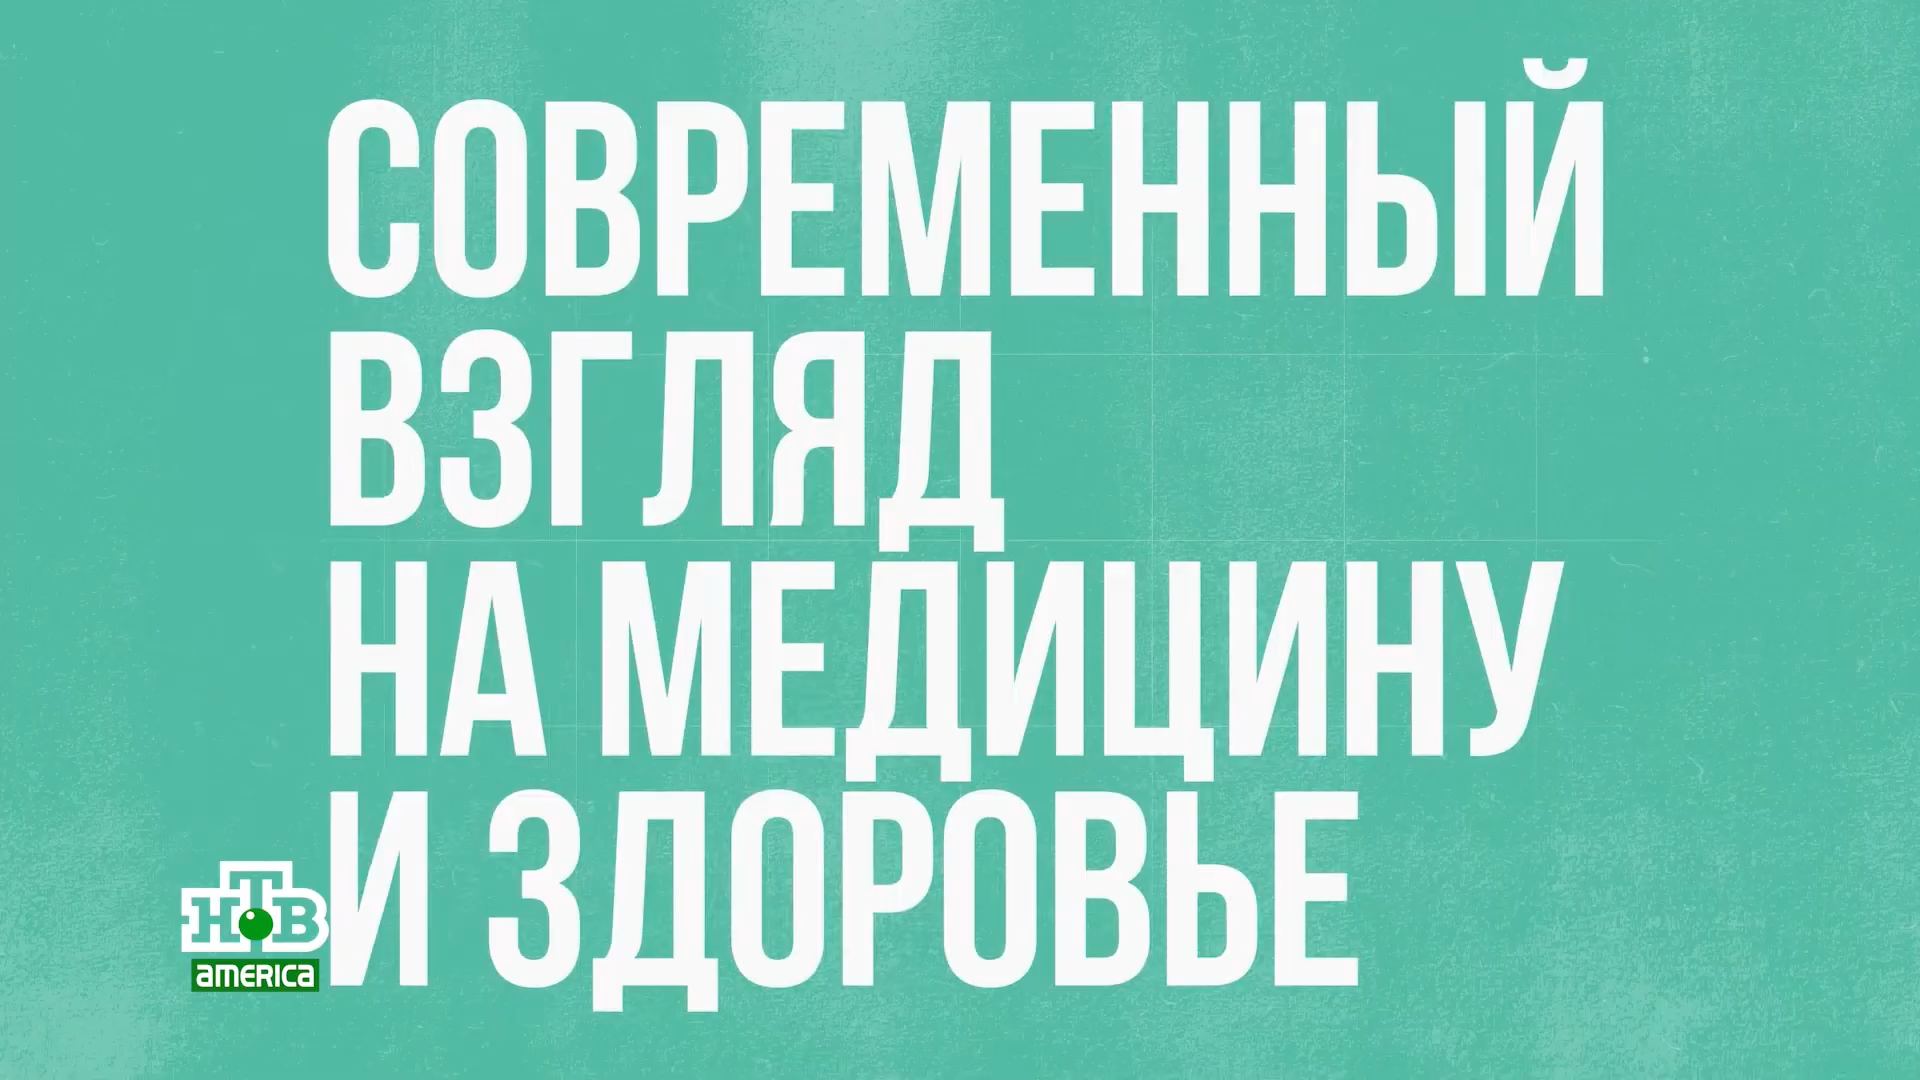 СОВРЕМЕННЫЙ
ВЗГЛЯД
НА МЕДИЦИНУ
И ЗДОРОВЬЕ
НТВ
america